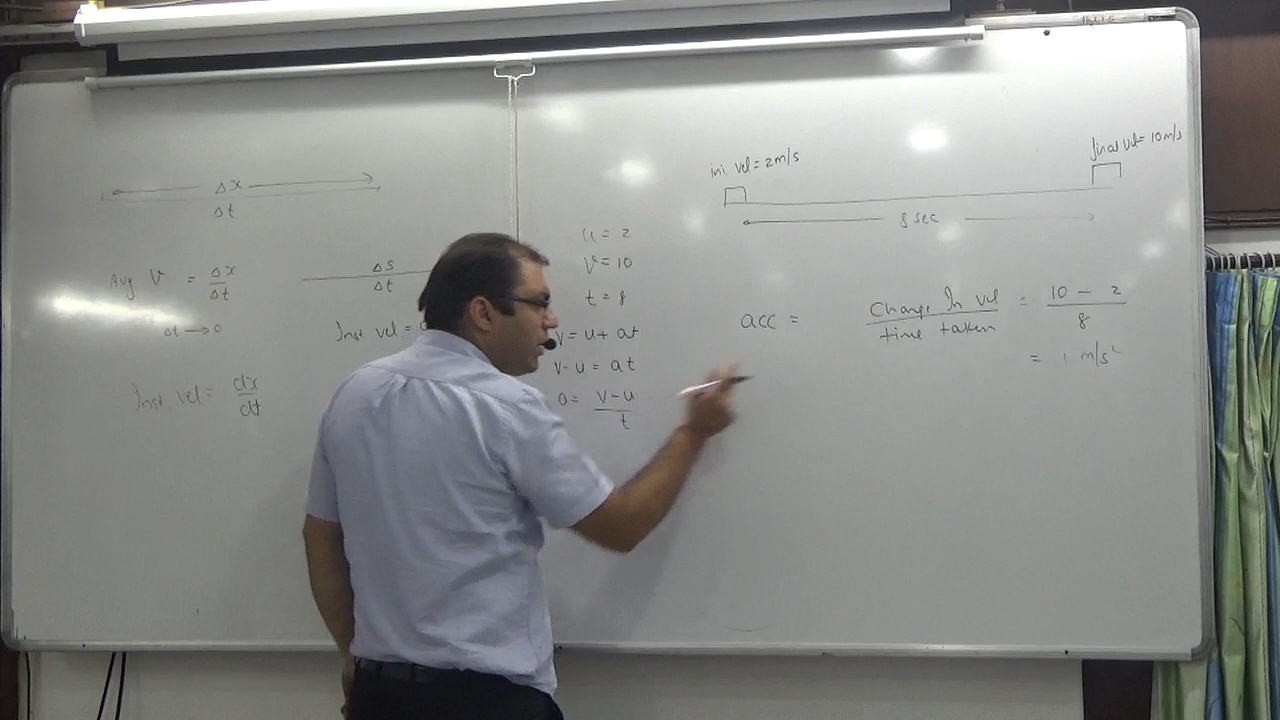 Δx
Δt
Avg V = Δx/Δt
Δt → 0
Inst vel = dx/dt
ΔS/Δt
Inst vel =
u = 2
V = 10
t = 8
v = u + at
v - u = at
a = v-u/t
ini. vel = 2m/s
final vel = 10m/s
8 sec
acc = Change In vel/time taken = 10 - 2/8
= 1 m/s²